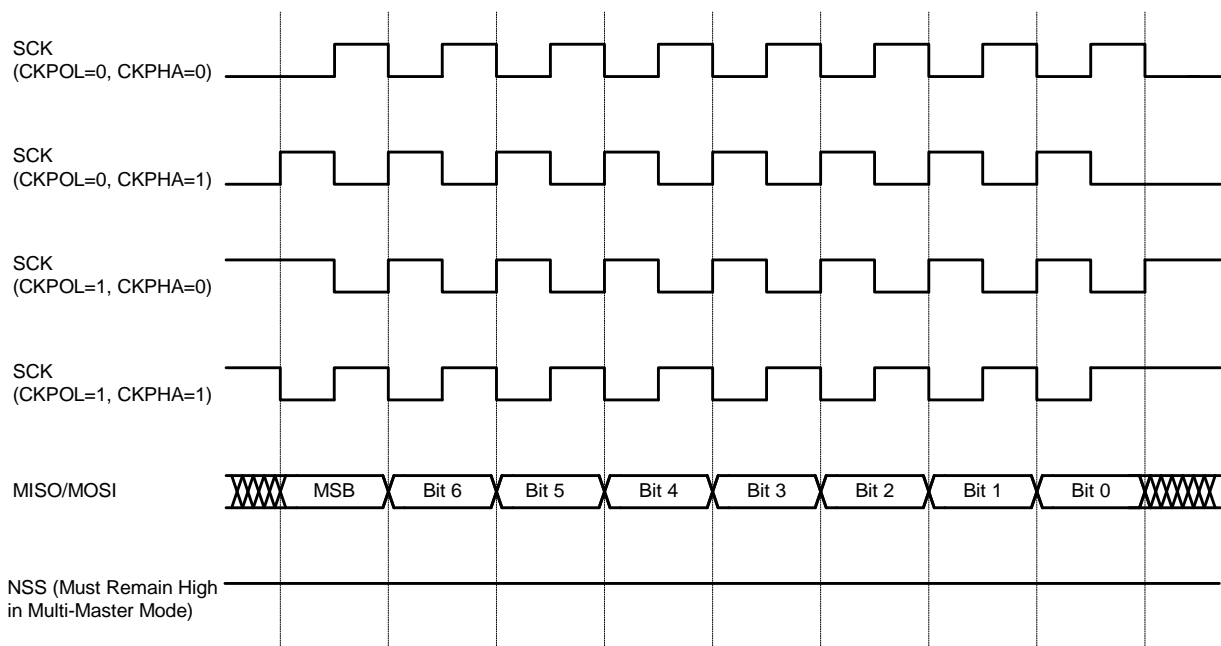 SCK
(CKPOL=0, CKPHA=0)
SCK
(CKPOL=0, CKPHA=1)
SCK
(CKPOL=1, CKPHA=0)
SCK
(CKPOL=1, CKPHA=1)
MISO/MOSI
MSB Bit 6 Bit 5 Bit 4 Bit 3 Bit 2 Bit 1 Bit 0
NSS (Must Remain High
in Multi-Master Mode)